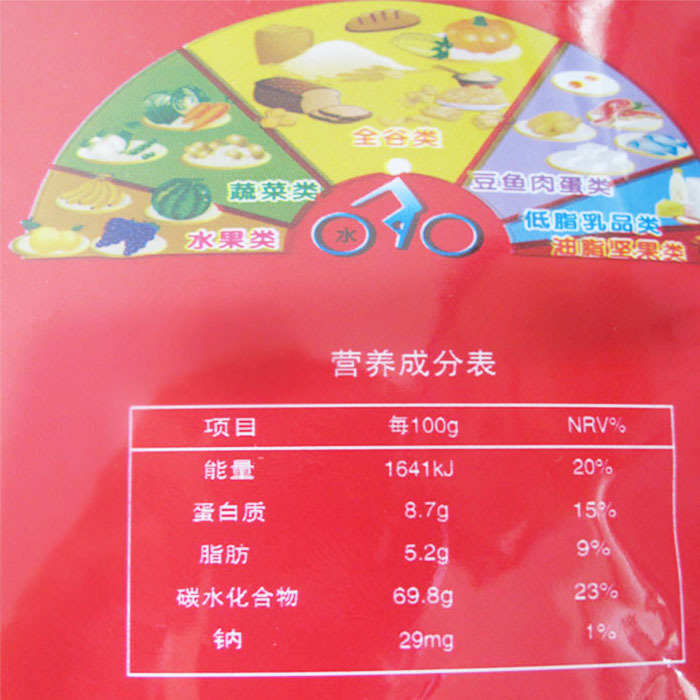 全谷类
蔬菜类
豆鱼肉蛋类
水果类
水
低脂乳品类
油脂坚果类
营养成分表
项目 每100g NRV%
能量 1641kJ 20%
蛋白质 8.7g 15%
脂肪 5.2g 9%
碳水化合物 69.8g 23%
钠 29mg 1%